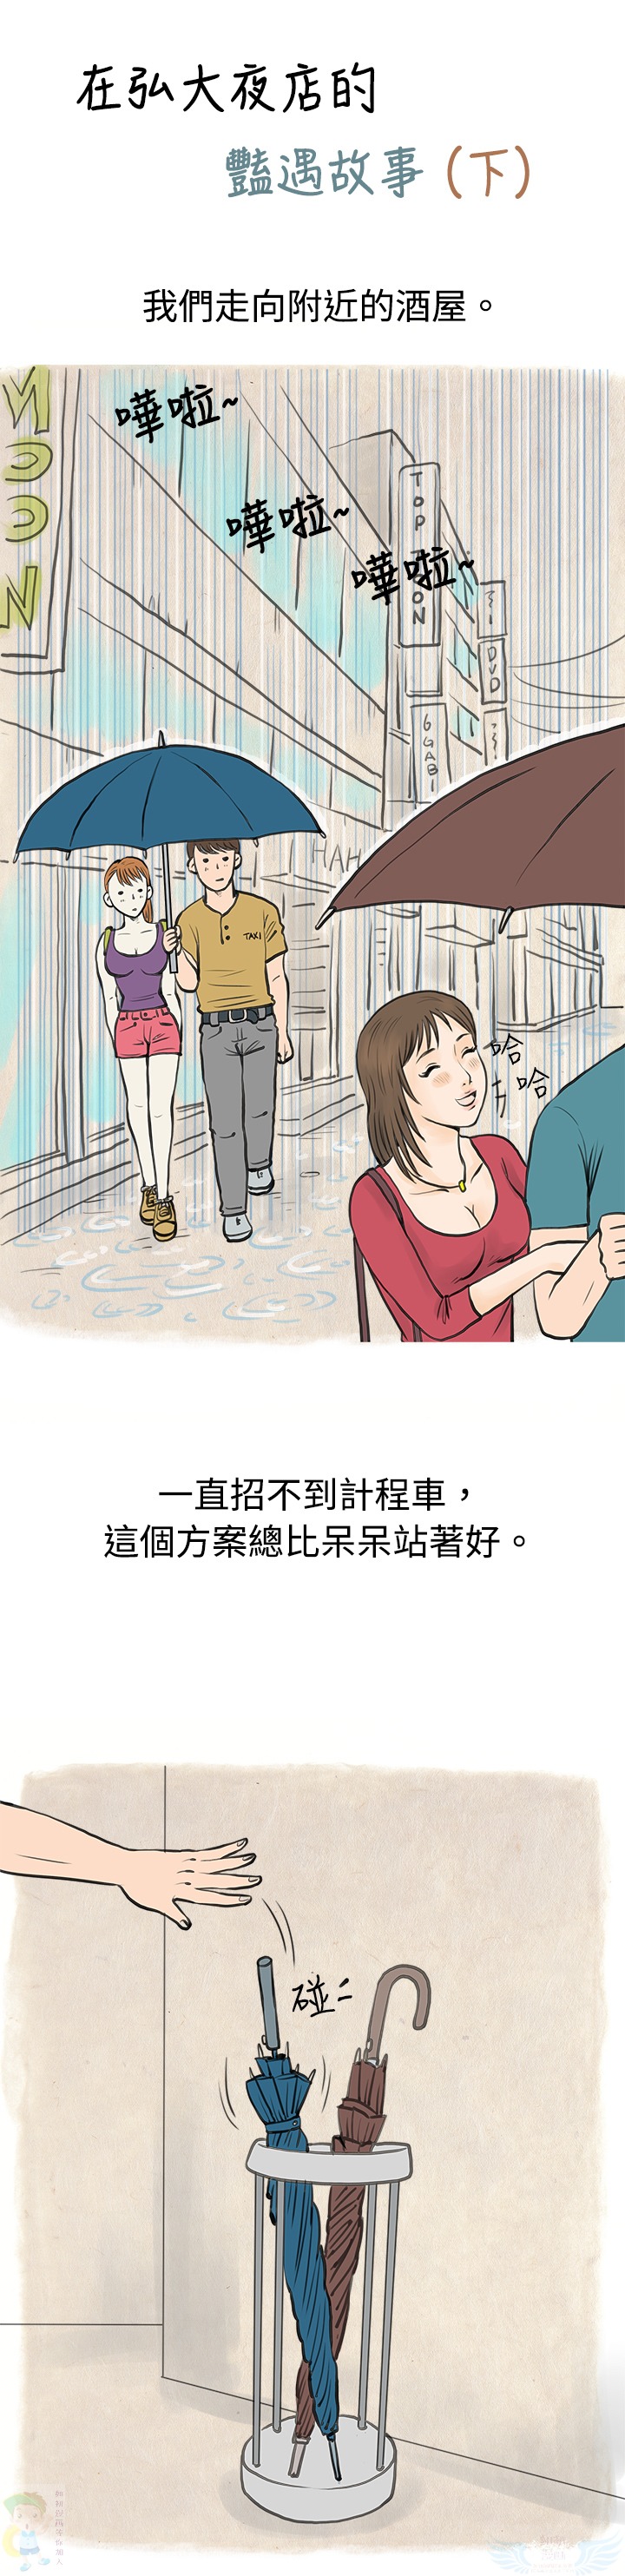 在弘大夜店的
豔遇故事(下)
我們走向附近的酒屋。
MOON
嘩啦~
嘩啦~
嘩啦~
TOP TOON
DVD
6GABI
HAH
TAXI
哈
哈
一直招不到計程車，
這個方案總比呆呆站著好。
碰